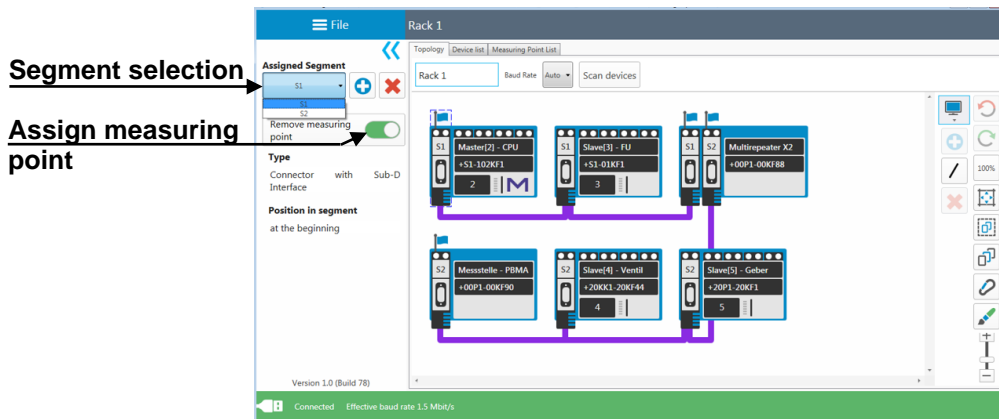 File
Rack 1
Segment selection
Assign measuring
point
Assigned Segment
S1
S1
S2
Remove measuring
point
Type
Connector with Sub-D
Interface
Position in segment
at the beginning
Version 1.0 (Build 78)
Topology Device list Measuring Point List
Rack 1 Baud Rate Auto Scan devices
S1 Master[2] - CPU
+S1-102KF1
2
S1 Slave[3] - FU
+S1-01KF1
3
S1 S2 Multirepeater X2
+00P1-00KF88
S2 Messstelle - PBMA
+00P1-00KF90
S2 Slave[4] - Ventil
+20KK1-20KF44
4
S2 Slave[5] - Geber
+20P1-20KF1
5
100%
Connected Effective baud rate 1.5 Mbit/s